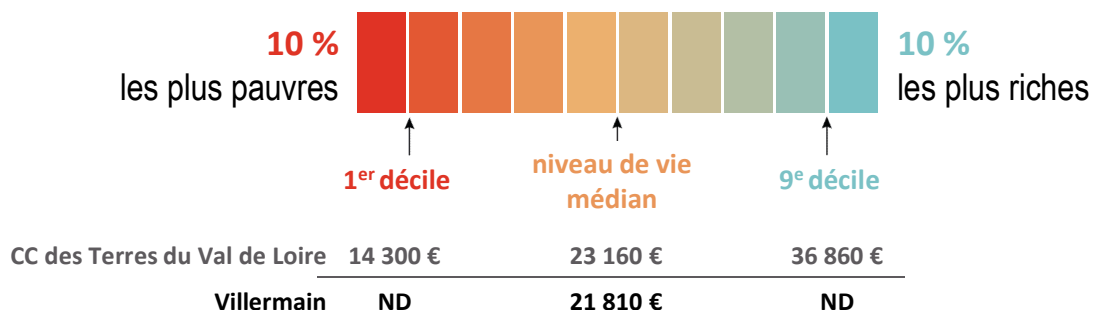 10 %
les plus pauvres
10 %
les plus riches
1er décile
niveau de vie
médian
9e décile
CC des Terres du Val de Loire 14 300 € 23 160 € 36 860 €
Villermain ND 21 810 € ND